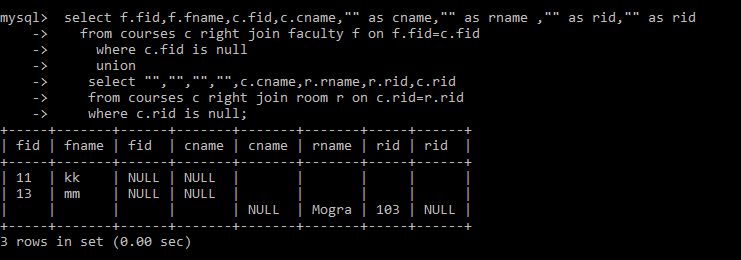 mysql>  select f.fid,f.fname,c.fid,c.cname,"" as cname,"" as rname ,"" as rid,"" as rid
    ->    from courses c right join faculty f on f.fid=c.fid
    ->      where c.fid is null
    ->      union
    ->     select "","","","",c.cname,r.rname,r.rid,c.rid
    ->     from courses c right join room r on c.rid=r.rid
    ->     where c.rid is null;
+-----+-------+------+-------+-------+-------+-----+------+
| fid | fname | fid  | cname | cname | rname | rid | rid  |
+-----+-------+------+-------+-------+-------+-----+------+
| 11  | kk    | NULL | NULL  |       |       |     |      |
| 13  | mm    | NULL | NULL  |       |       |     |      |
|     |       |      |       | NULL  | Mogra | 103 | NULL |
+-----+-------+------+-------+-------+-------+-----+------+
3 rows in set (0.00 sec)